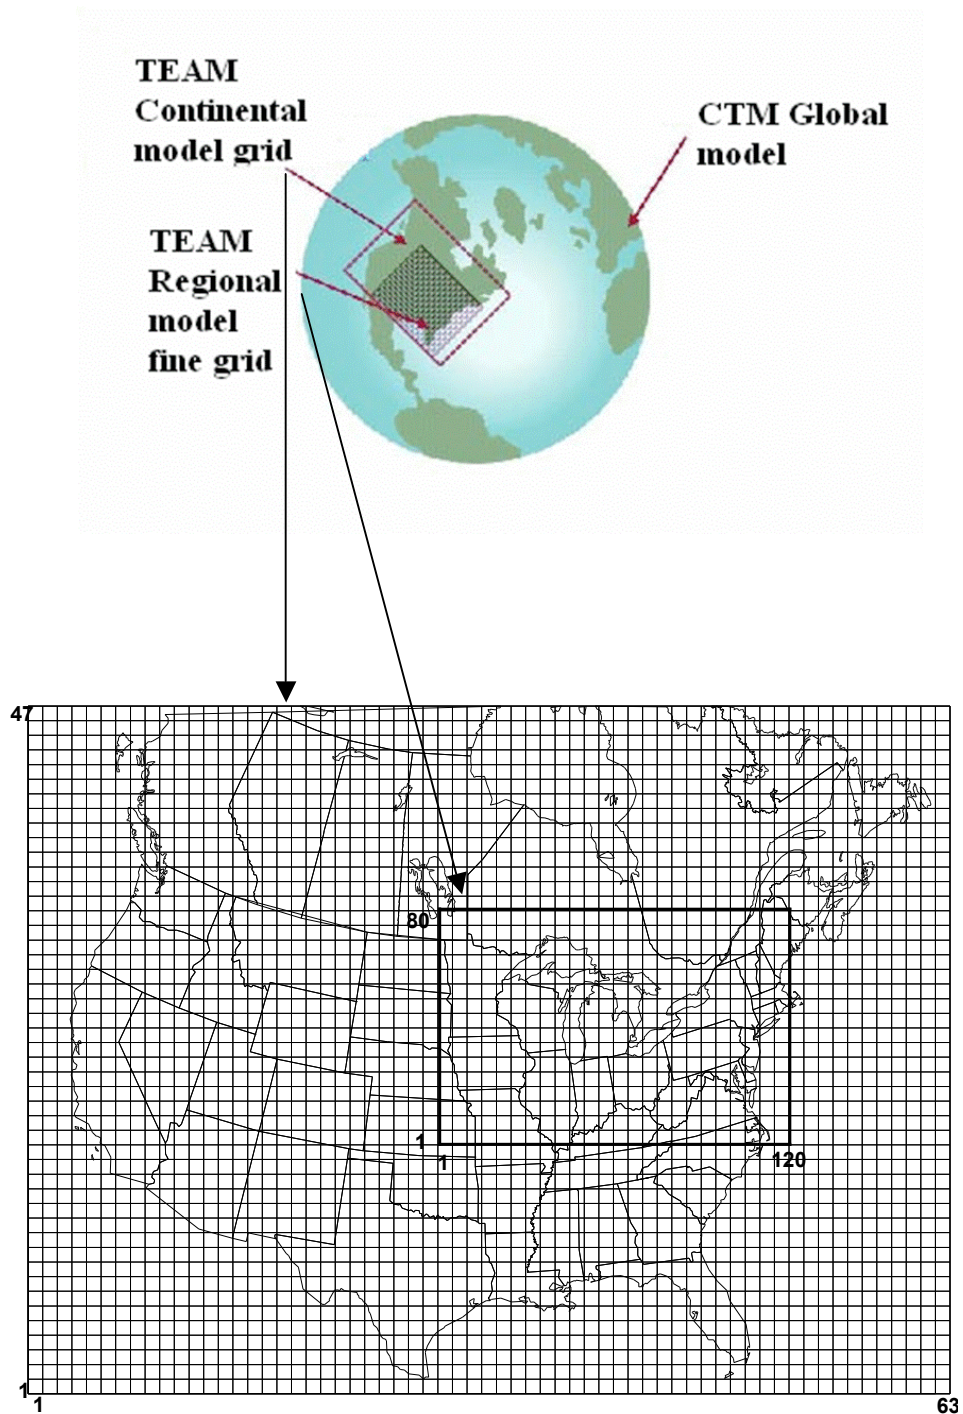 TEAM
Continental
model grid
CTM Global
model
TEAM
Regional
model
fine grid
47
80
1
1
120
1
1
63